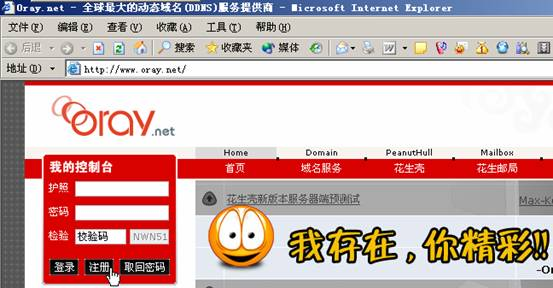 Oray.net - 全球最大的动态域名(DDNS)服务提供商 - Microsoft Internet Explorer
文件(F) 编辑(E) 查看(V) 收藏(A) 工具(T) 帮助(H)
后退 搜索 收藏夹 媒体
地址(D) http://www.oray.net/
oray.net
Home Domain PeanutHull Mailbox
首页 域名服务 花生壳 花生邮局
我的控制台
护照
密码
检验 校验码 NWN51
登录 注册 取回密码
花生壳新版本服务器端预测试
我存在，你精彩!!